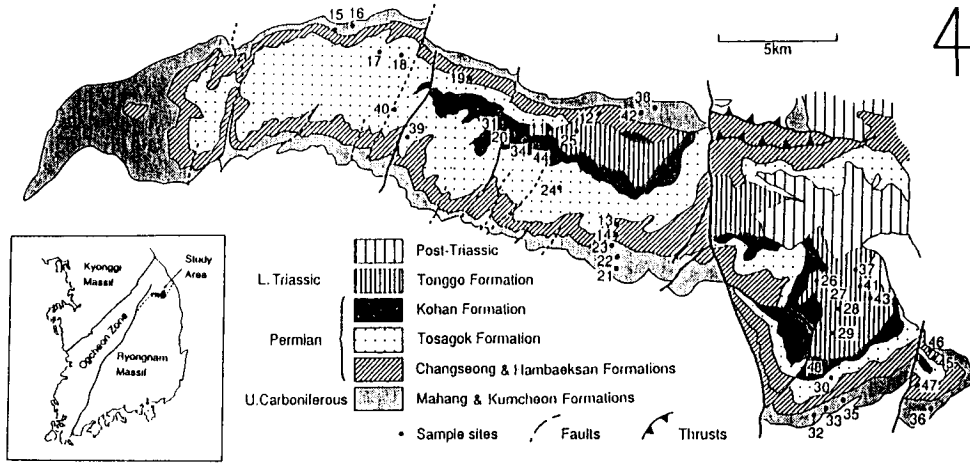 4
5km
15 16
17
18
19
38
42
12
40
39
31
20
11
34
44
24
13
14
23
22
21
26
27
37
41
43
28
29
48
30
46
45
47
35
33
32
36
Kyonggi
Massif
Study
Area
Ogcheon Zone
Ryongnam
Massif
Post-Triassic
L. Triassic
Tonggo Formation
Kohan Formation
Permian
Tosagok Formation
Changseong & Hambaeksan Formations
U. Carboniferous
Mahang & Kumcheon Formations
Sample sites
Faults
Thrusts